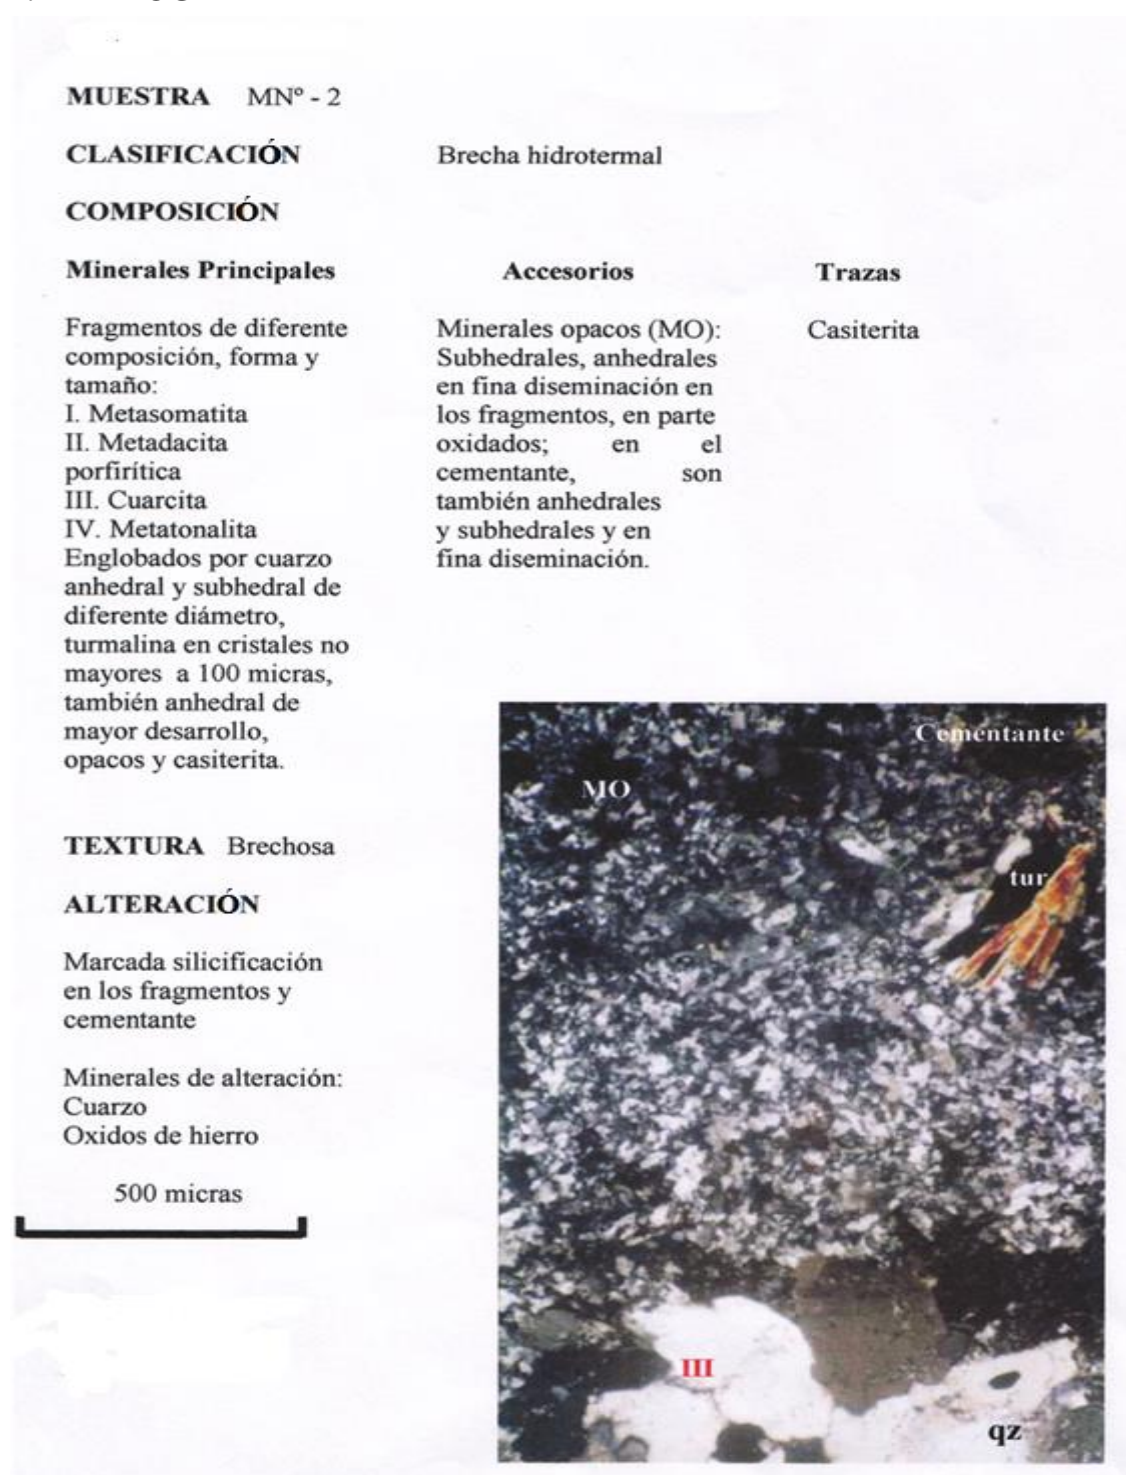 MUESTRA MNº - 2
CLASIFICACIÓN Brecha hidrotermal
COMPOSICIÓN
Minerales Principales Accesorios Trazas
Fragmentos de diferente
composición, forma y
tamaño:
I. Metasomatita
II. Metadacita
porfirítica
III. Cuarcita
IV. Metatonalita
Englobados por cuarzo
anhedral y subhedral de
diferente diámetro,
turmalina en cristales no
mayores a 100 micras,
también anhedral de
mayor desarrollo,
opacos y casiterita.
Minerales opacos (MO):
Subhedrales, anhedrales
en fina diseminación en
los fragmentos, en parte
oxidados; en el
cementante, son
también anhedrales
y subhedrales y en
fina diseminación.
Casiterita
TEXTURA Brechosa
ALTERACIÓN
Marcada silicificación
en los fragmentos y
cementante
Minerales de alteración:
Cuarzo
Oxidos de hierro
500 micras
Cementante
MO
tur
III
qz